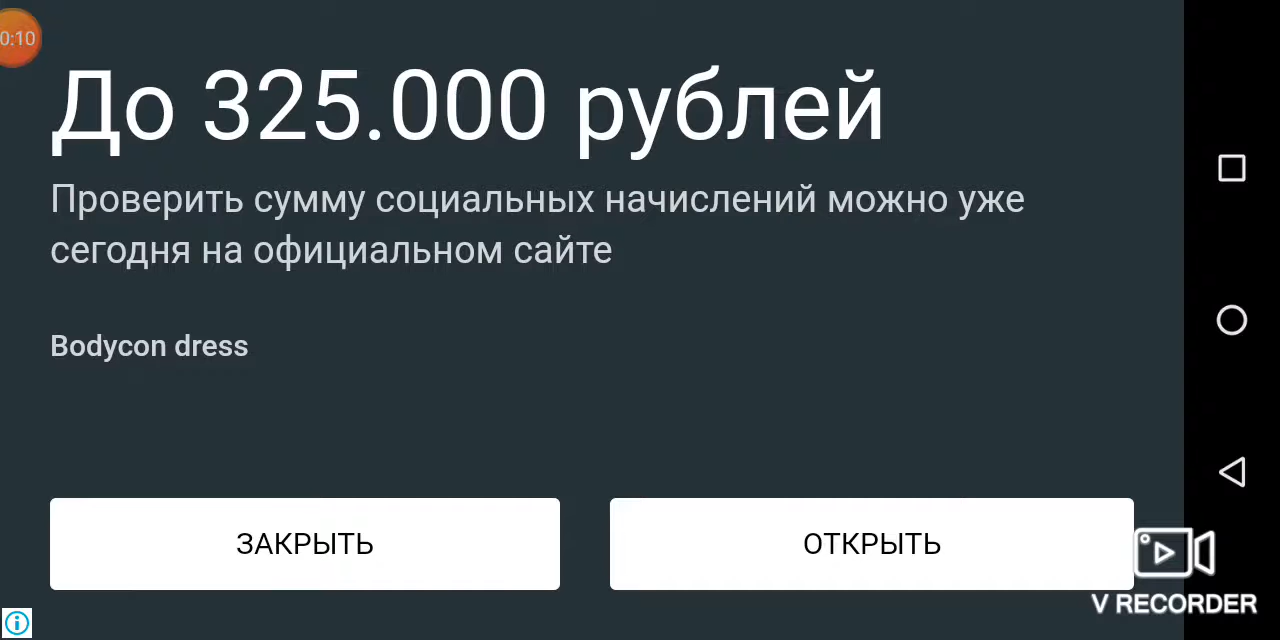 0:10
До 325.000 рублей
Проверить сумму социальных начислений можно уже
сегодня на официальном сайте
Bodycon dress
ЗАКРЫТЬ
ОТКРЫТЬ
V RECORDER